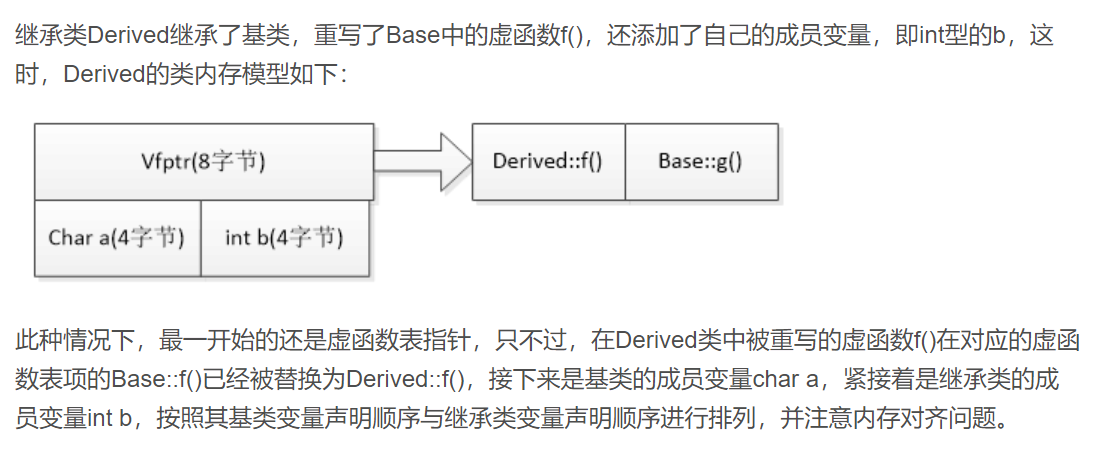 继承类Derived继承了基类，重写了Base中的虚函数f()，还添加了自己的成员变量，即int型的b，这
时，Derived的类内存模型如下：
Vfptr(8字节)
Derived::f()
Base::g()
Char a(4字节)
int b(4字节)
此种情况下，最一开始的还是虚函数表指针，只不过，在Derived类中被重写的虚函数f()在对应的虚函
数表项的Base::f()已经被替换为Derived::f()，接下来是基类的成员变量char a，紧接着是继承类的成
员变量int b，按照其基类变量声明顺序与继承类变量声明顺序进行排列，并注意内存对齐问题。